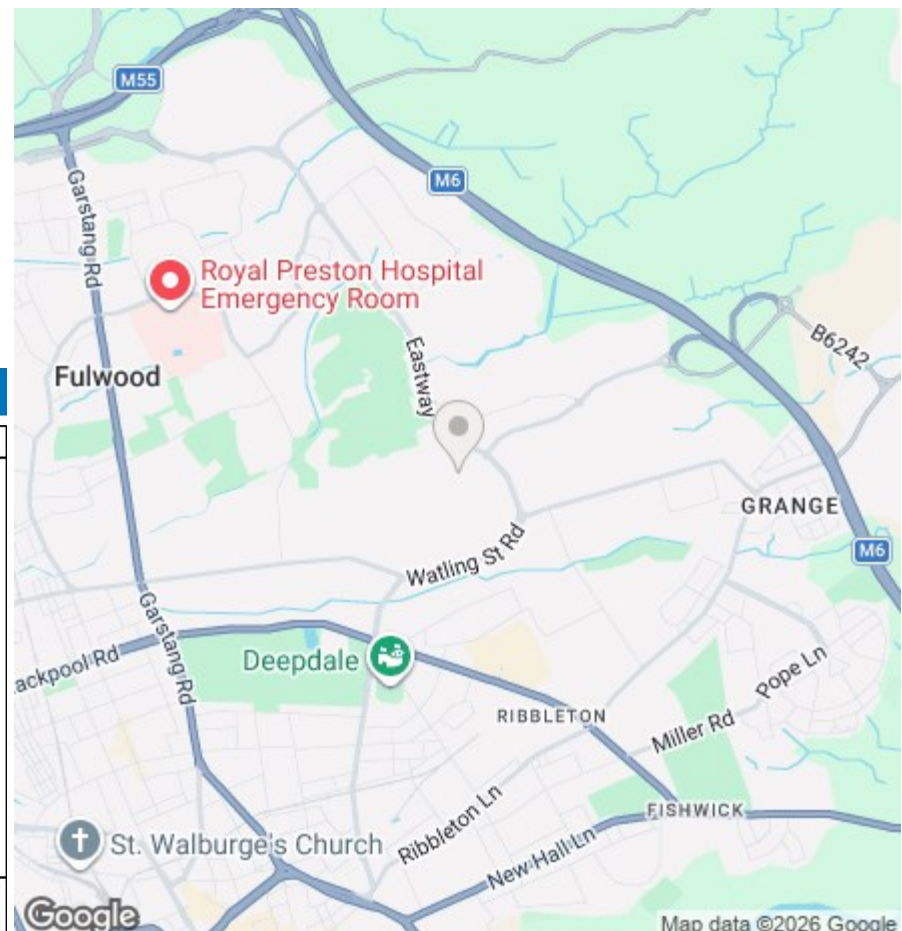 M55
M6
Garstang Rd
Royal Preston Hospital
Emergency Room
B6242
Eastway
Fulwood
GRANGE
M6
Watling St Rd
Garstang Rd
ackpool Rd
Deepdale
Pope Ln
RIBBLETON
Miller Rd
FISHWICK
Ribbleton Ln
New Hall Ln
St. Walburge's Church
Google
Map data ©2026 Google